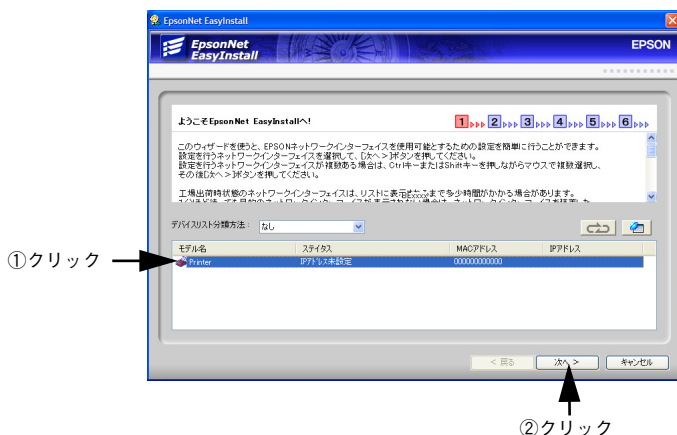 EpsonNet EasyInstall
EpsonNet
EasyInstall
EPSON
ようこそEpsonNet EasyInstallへ!
1 2 3 4 5 6
このウィザードを使うと、EPSONネットワークインターフェイスを使用可能とするための設定を簡単に行うことができます。
設定を行うネットワークインターフェイスを選択して、[次へ>]ボタンを押してください。
設定を行うネットワークインターフェイスが複数ある場合は、CtrlキーまたはShiftキーを押しながらマウスで複数選択し、
その後[次へ>]ボタンを押してください。
工場出荷時状態のネットワークインターフェイスは、リストに表示されるまで多少時間がかかる場合があります。
デバイスリスト分類方法: なし
モデル名 ステイタス MACアドレス IPアドレス
Printer IPアドレス未設定 000000000000
①クリック
< 戻る 次へ > キャンセル
②クリック